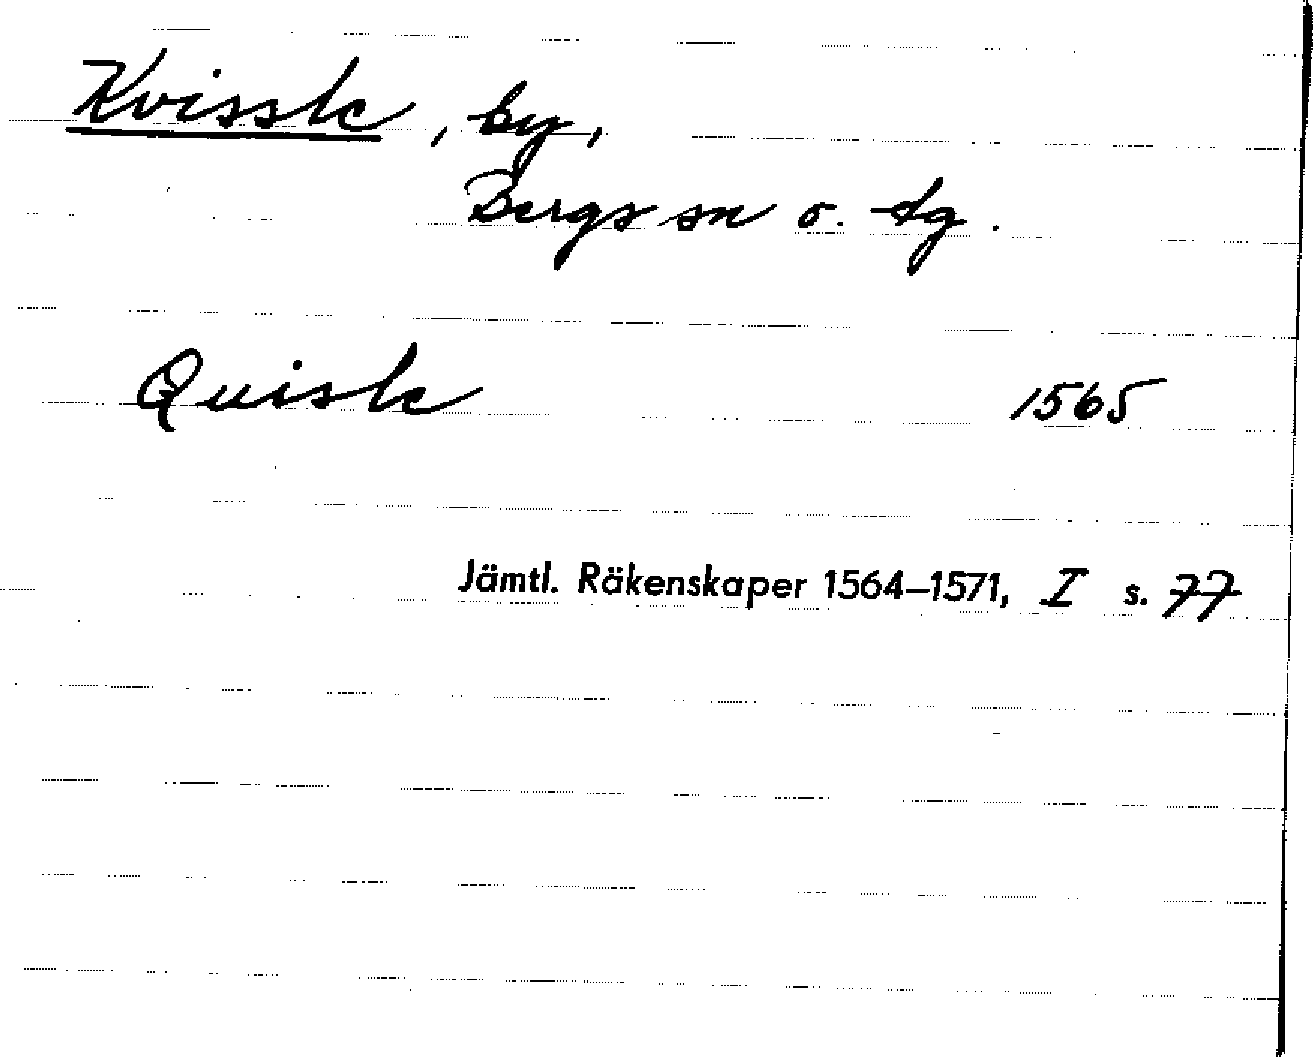 Kvissle, by,
Bergs sn o. tg.
Quisle 1565
Jämtl. Räkenskaper 1564–1571, I s. 77